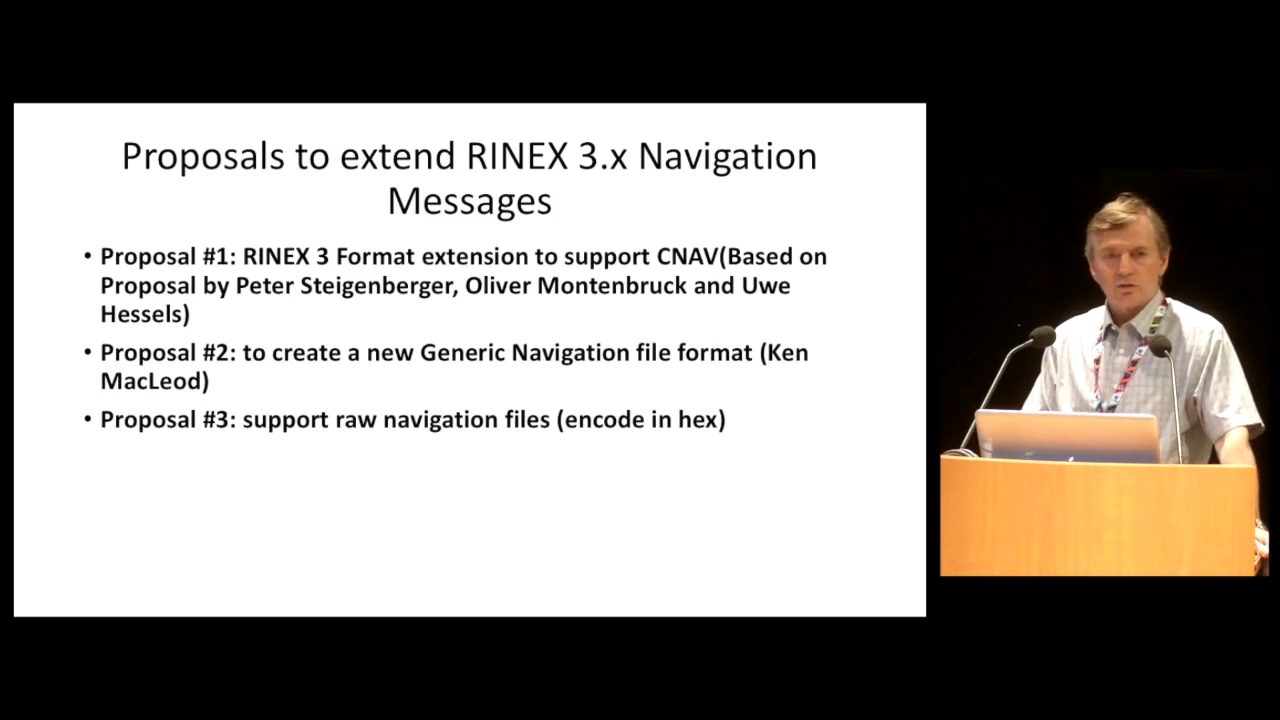 Proposals to extend RINEX 3.x Navigation
Messages
• Proposal #1: RINEX 3 Format extension to support CNAV(Based on
Proposal by Peter Steigenberger, Oliver Montenbruck and Uwe
Hessels)
• Proposal #2: to create a new Generic Navigation file format (Ken
MacLeod)
• Proposal #3: support raw navigation files (encode in hex)